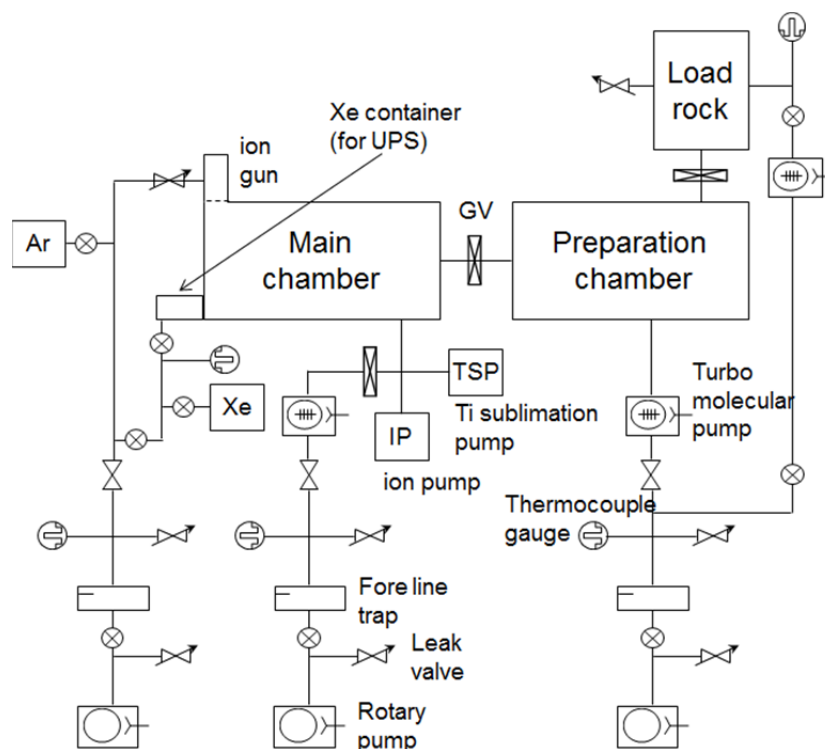 Load
rock
Xe container
(for UPS)
ion
gun
GV
Ar
Main
chamber
Preparation
chamber
Xe
TSP
Ti sublimation
pump
IP
ion pump
Turbo
molecular
pump
Thermocouple
gauge
Fore line
trap
Leak
valve
Rotary
pump